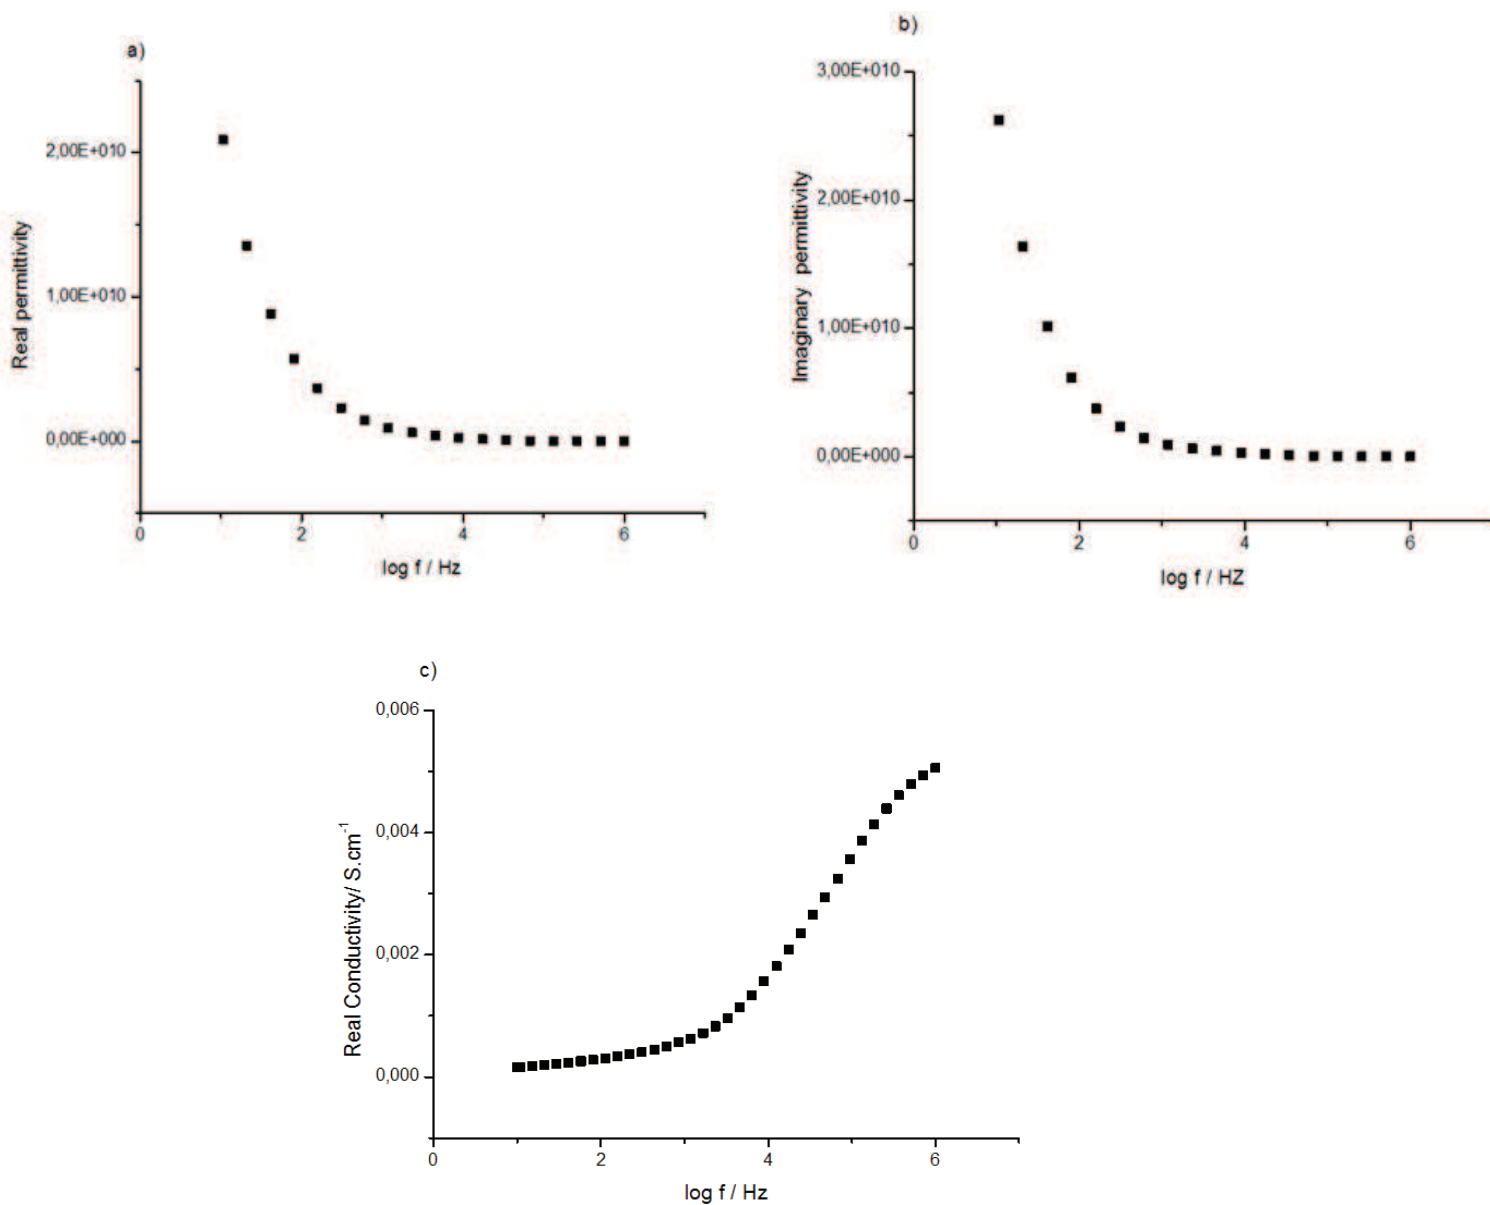 a)
2,00E+010
1,00E+010
0,00E+000
Real permittivity
0 2 4 6
log f / Hz
b)
3,00E+010
2,00E+010
1,00E+010
0,00E+000
Imaginary permittivity
0 2 4 6
log f / HZ
c)
0,006
0,004
0,002
0,000
Real Conductivity/ S.cm⁻¹
0 2 4 6
log f / Hz